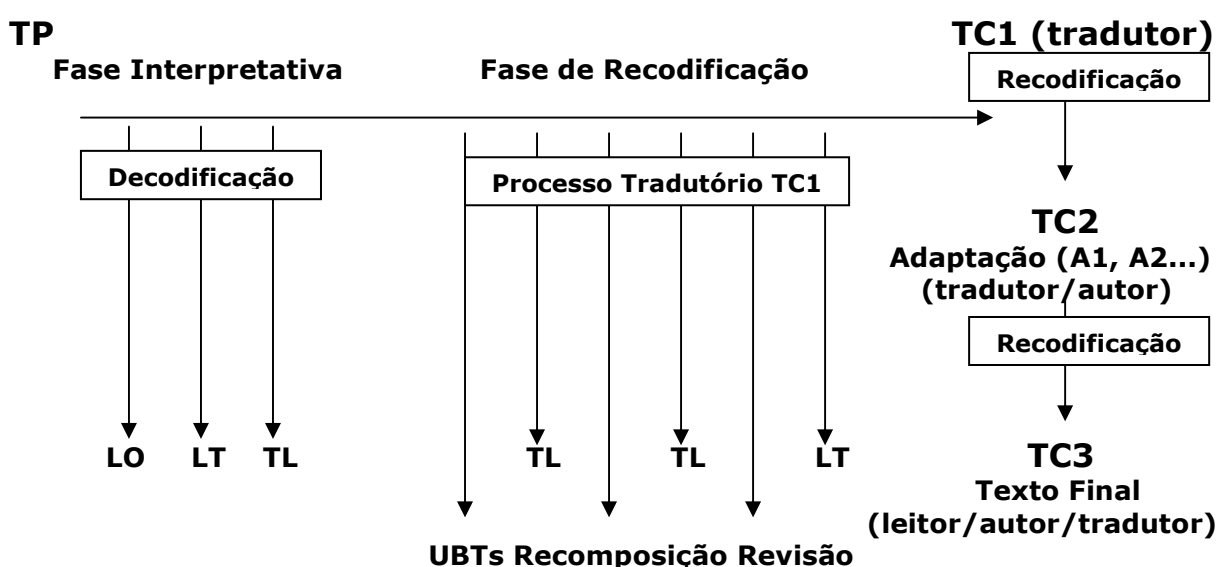 TP
TC1 (tradutor)
Fase Interpretativa
Fase de Recodificação
Recodificação
Decodificação
Processo Tradutório TC1
TC2
Adaptação (A1, A2...)
(tradutor/autor)
Recodificação
LO LT TL
TL TL LT
TC3
Texto Final
(leitor/autor/tradutor)
UBTs Recomposição Revisão